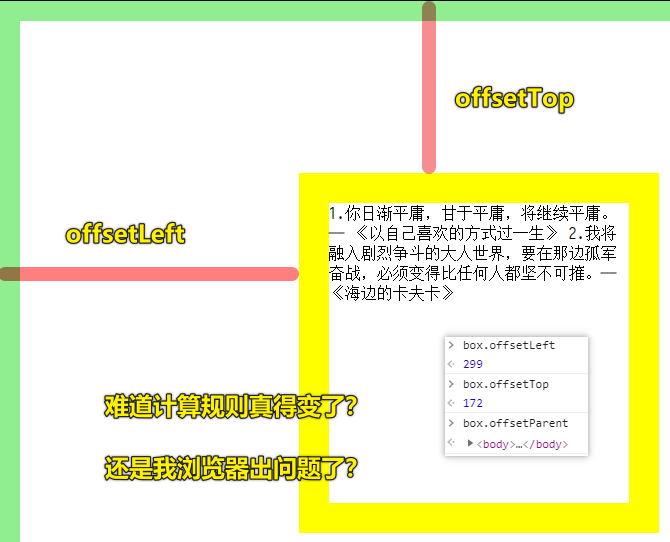 offsetTop
offsetLeft
1.你日渐平庸，甘于平庸，将继续平庸。
— 《以自己喜欢的方式过一生》 2.我将
融入剧烈争斗的大人世界，要在那边孤军
奋战，必须变得比任何人都坚不可摧。—
《海边的卡夫卡》
box.offsetLeft
299
box.offsetTop
172
box.offsetParent
<body>…</body>
难道计算规则真得变了？
还是我浏览器出问题了？